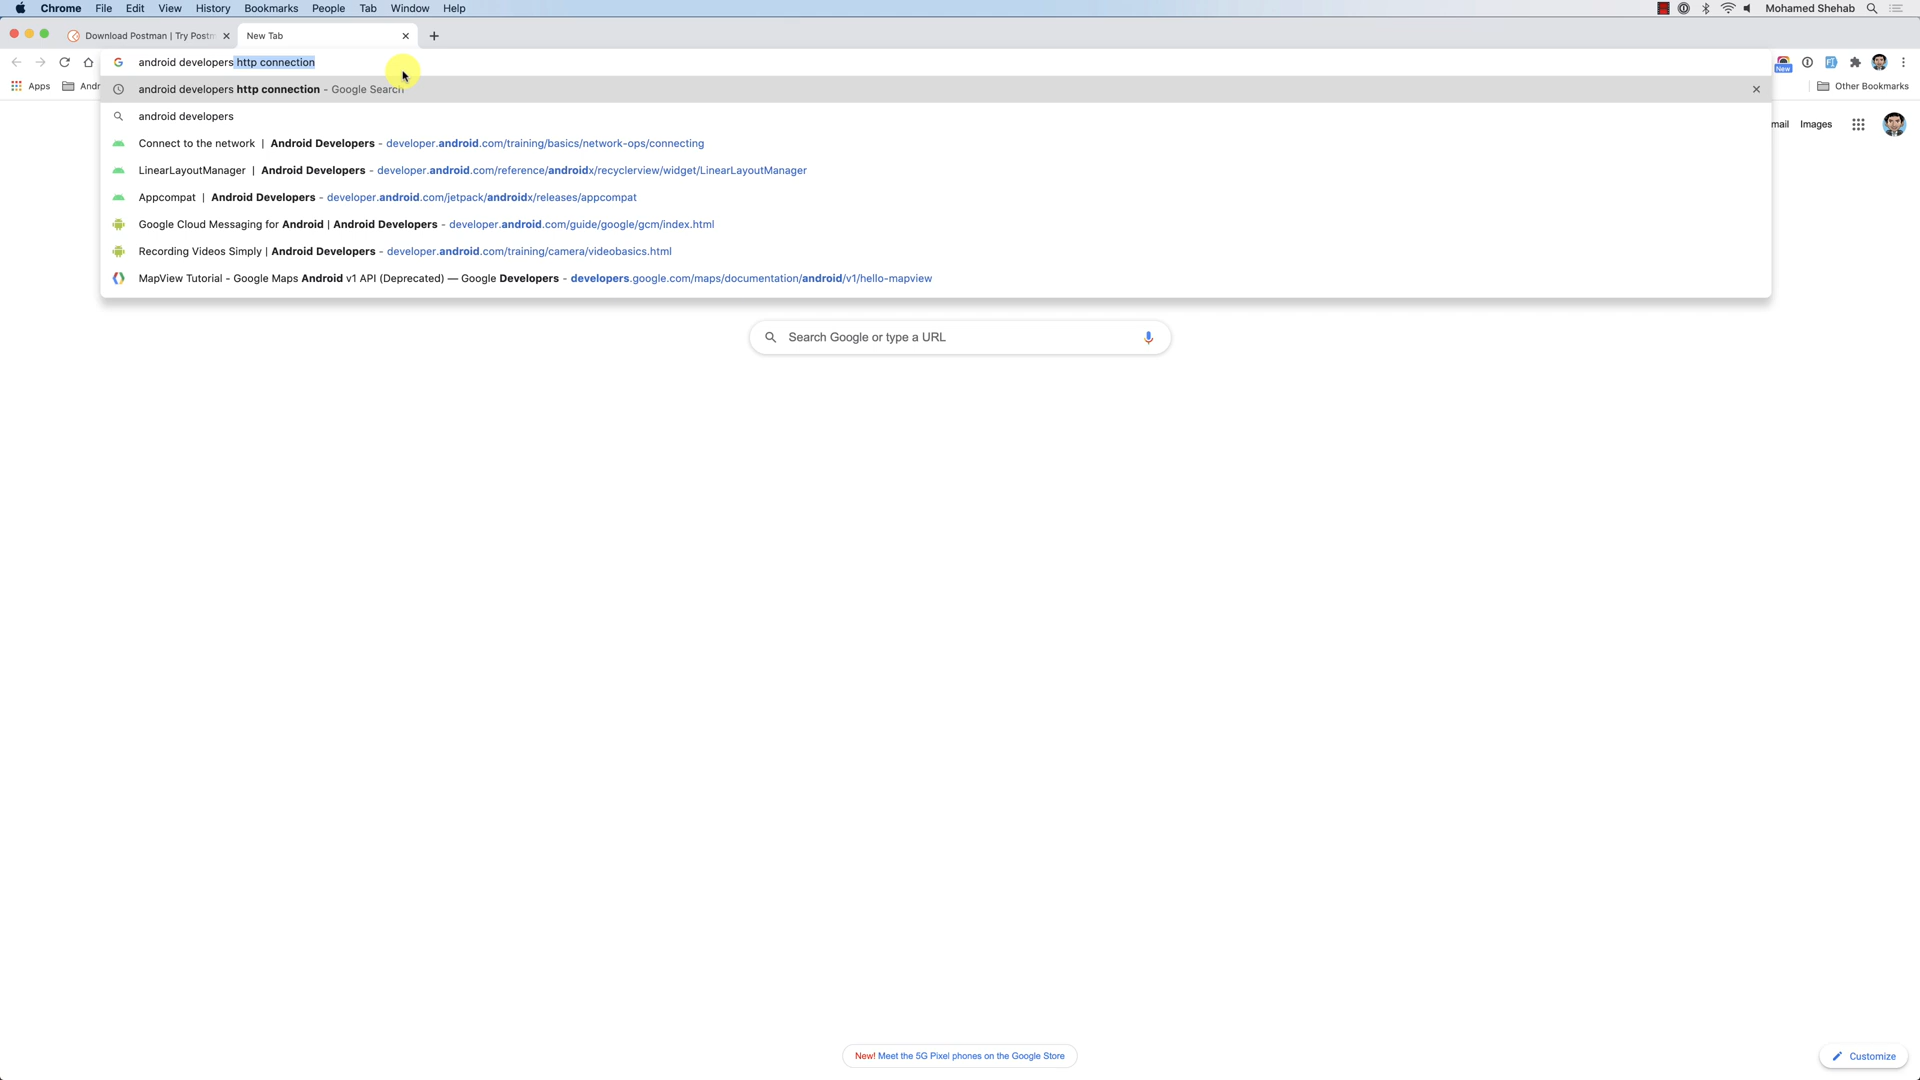 Chrome File Edit View History Bookmarks People Tab Window Help Mohamed Shehab
Download Postman | Try Postm New Tab
android developers http connection
New
Apps Andr Other Bookmarks
android developers http connection - Google Search
android developers
mail Images
Connect to the network | Android Developers - developer.android.com/training/basics/network-ops/connecting
LinearLayoutManager | Android Developers - developer.android.com/reference/androidx/recyclerview/widget/LinearLayoutManager
Appcompat | Android Developers - developer.android.com/jetpack/androidx/releases/appcompat
Google Cloud Messaging for Android | Android Developers - developer.android.com/guide/google/gcm/index.html
Recording Videos Simply | Android Developers - developer.android.com/training/camera/videobasics.html
MapView Tutorial - Google Maps Android v1 API (Deprecated) — Google Developers - developers.google.com/maps/documentation/android/v1/hello-mapview
Search Google or type a URL
New! Meet the 5G Pixel phones on the Google Store
Customize